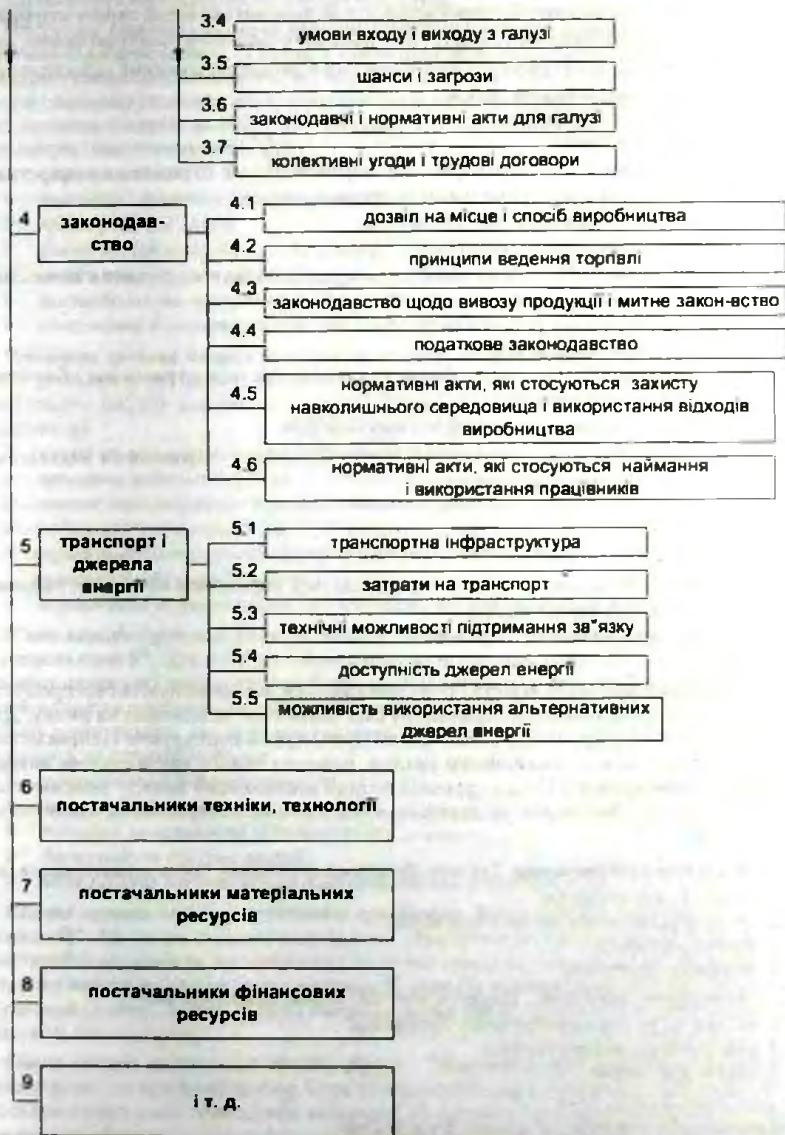 3.4
умови входу і виходу з галузі
3.5
шанси і загрози
3.6
законодавчі і нормативні акти для галузі
3.7
колективні угоди і трудові договори
4
законодав-
ство
4.1
дозвіл на місце і спосіб виробництва
4.2
принципи ведення торгівлі
4.3
законодавство щодо вивозу продукції і митне закон-вство
4.4
податкове законодавство
4.5
нормативні акти, які стосуються захисту
навколишнього середовища і використання відходів
виробництва
4.6
нормативні акти, які стосуються наймання
і використання працівників
5
транспорт і
джерела
енергії
5.1
транспортна інфраструктура
5.2
затрати на транспорт
5.3
технічні можливості підтримання зв"язку
5.4
доступність джерел енергії
5.5
можливість використання альтернативних
джерел енергії
6
постачальники техніки, технології
7
постачальники матеріальних
ресурсів
8
постачальники фінансових
ресурсів
9
і т. д.